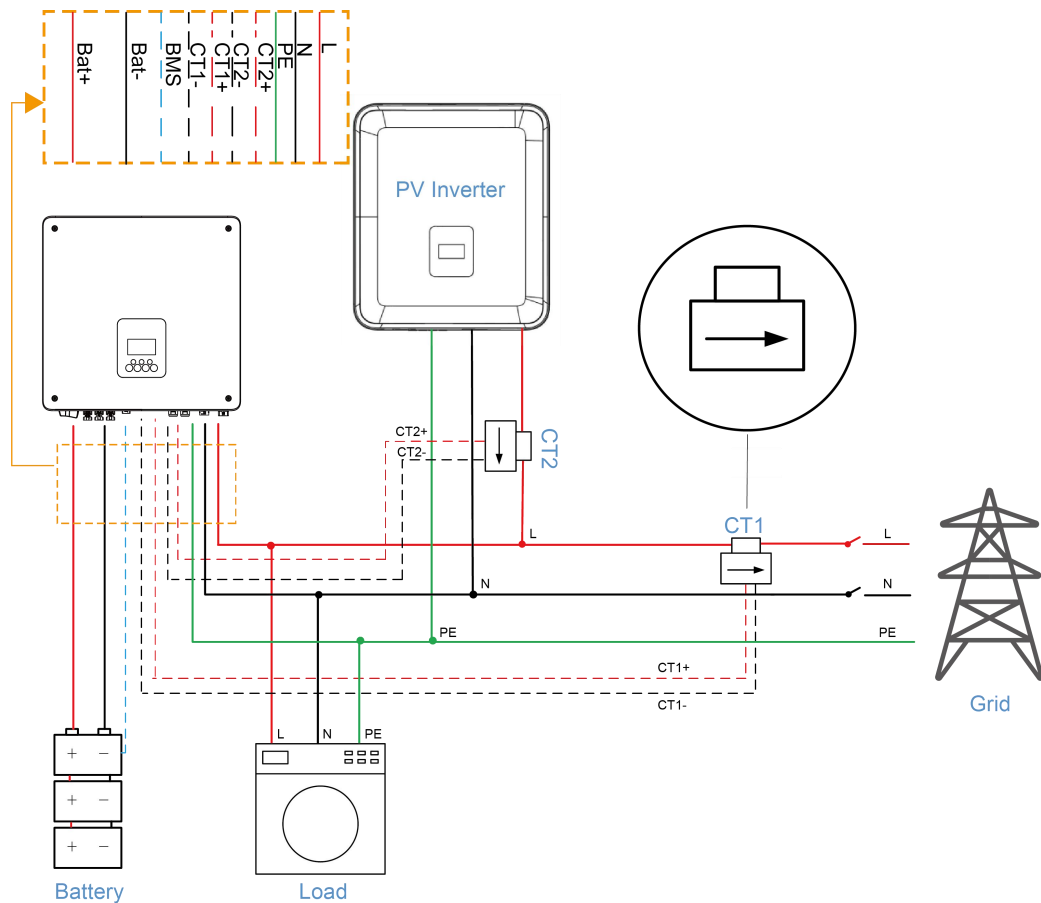 Bat+
Bat-
BMS
CT1-
CT1+
CT2-
CT2+
PE
N
L
PV Inverter
CT2+
CT2-
CT2
CT1
L
L
N
N
PE
PE
CT1+
CT1-
Grid
L
N
PE
+ −
+ −
+ −
Battery
Load